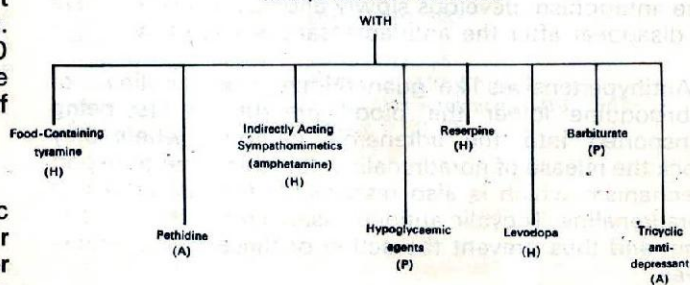 WITH
Food-Containing
tyramine
(H)
Indirectly Acting
Sympathomimetics
(amphetamine)
(H)
Reserpine
(H)
Barbiturate
(P)
Pethidine
(A)
Hypoglycaemic
agents
(P)
Levodopa
(H)
Tricyclic
anti-
depressant
(A)